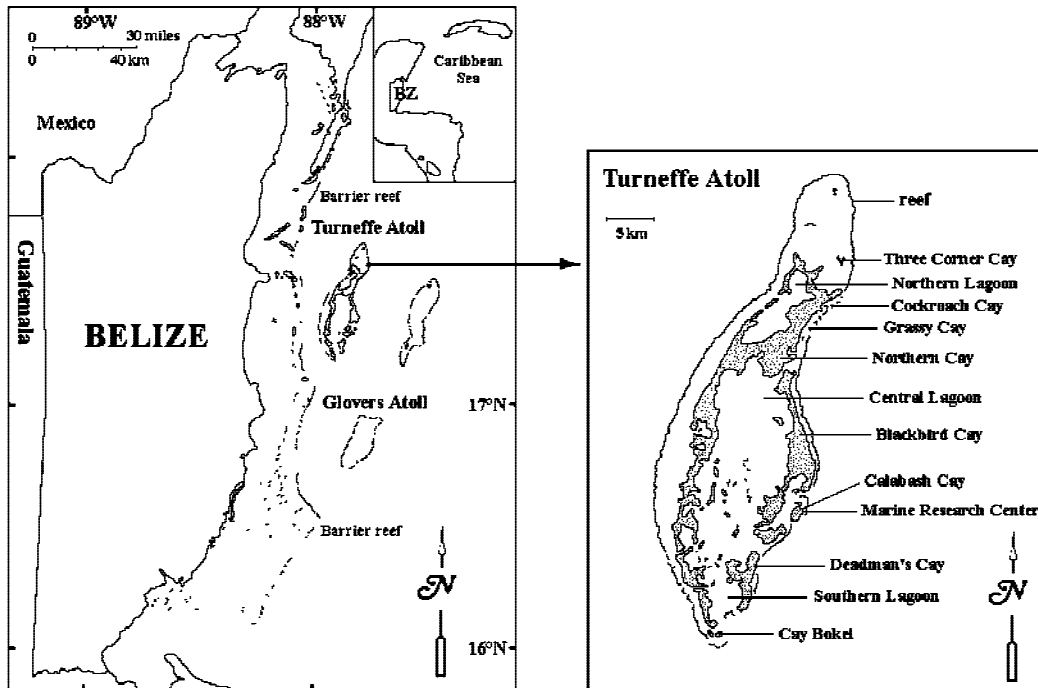 89°W
88°W
0 30 miles
0 40 km
Caribbean
Sea
BZ
Mexico
Barrier reef
Turneffe Atoll
Guatemala
BELIZE
Glovers Atoll
17°N
Barrier reef
N
16°N
Turneffe Atoll
5 km
reef
Three Corner Cay
Northern Lagoon
Cockroach Cay
Grassy Cay
Northern Cay
Central Lagoon
Blackbird Cay
Calabash Cay
Marine Research Center
Deadman's Cay
Southern Lagoon
N
Cay Bokel